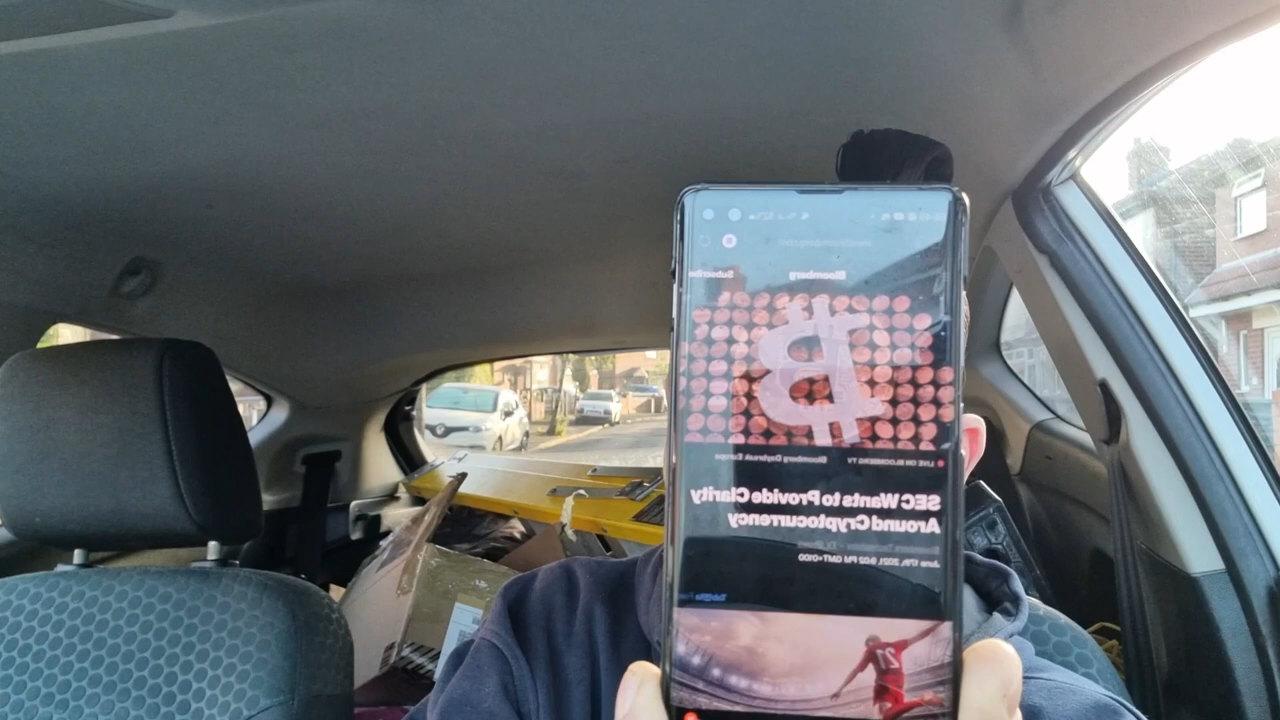 Bloomberg
Subscribe
LIVE ON BLOOMBERG TV
Bloomberg Daybreak Europe
SEC Wants to Provide Clarity
Around Cryptocurrency
June 17th, 2021, 9:02 PM GMT+0100